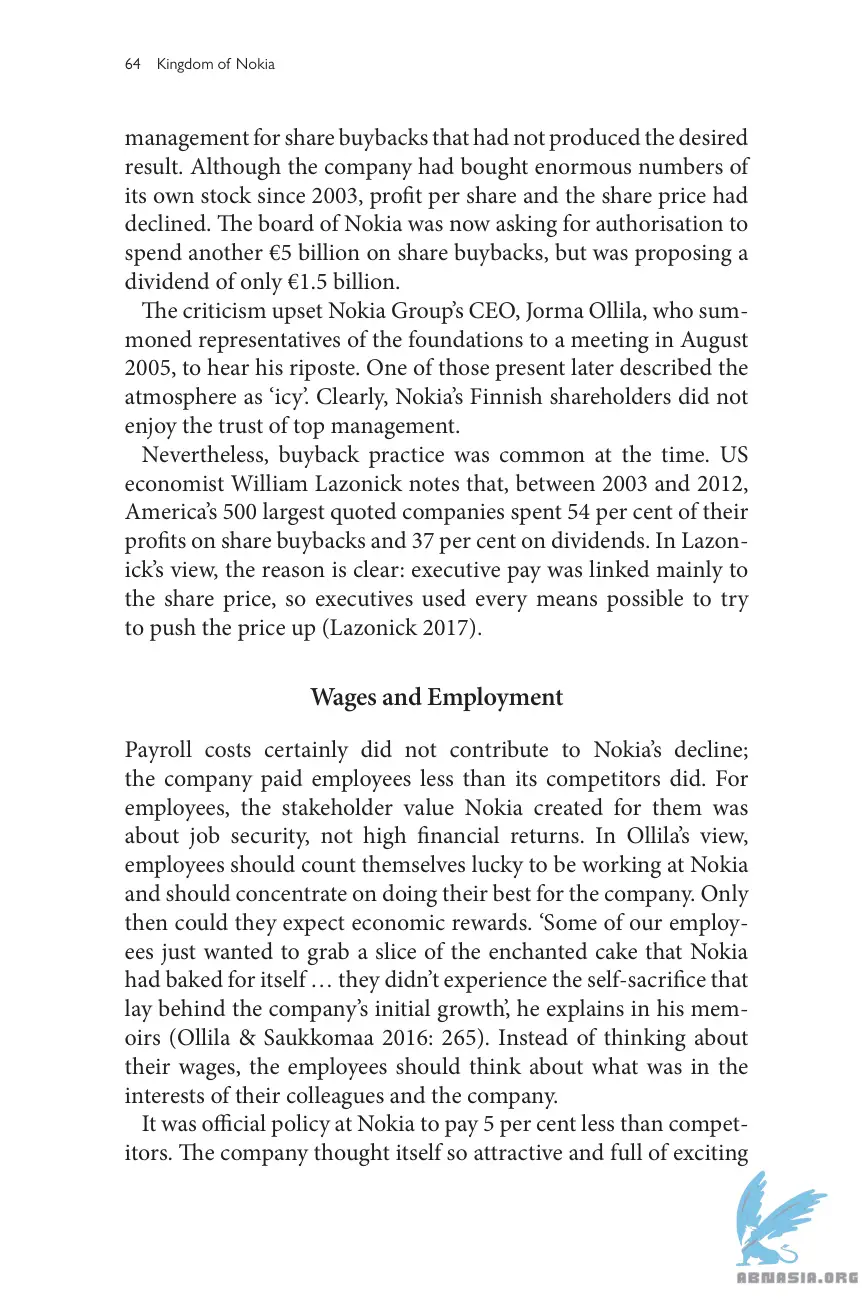 64 Kingdom of Nokia
management for share buybacks that had not produced the desired
result. Although the company had bought enormous numbers of
its own stock since 2003, profit per share and the share price had
declined. The board of Nokia was now asking for authorisation to
spend another €5 billion on share buybacks, but was proposing a
dividend of only €1.5 billion.
The criticism upset Nokia Group’s CEO, Jorma Ollila, who sum-
moned representatives of the foundations to a meeting in August
2005, to hear his riposte. One of those present later described the
atmosphere as ‘icy’. Clearly, Nokia’s Finnish shareholders did not
enjoy the trust of top management.
Nevertheless, buyback practice was common at the time. US
economist William Lazonick notes that, between 2003 and 2012,
America’s 500 largest quoted companies spent 54 per cent of their
profits on share buybacks and 37 per cent on dividends. In Lazon-
ick’s view, the reason is clear: executive pay was linked mainly to
the share price, so executives used every means possible to try
to push the price up (Lazonick 2017).
Wages and Employment
Payroll costs certainly did not contribute to Nokia’s decline;
the company paid employees less than its competitors did. For
employees, the stakeholder value Nokia created for them was
about job security, not high financial returns. In Ollila’s view,
employees should count themselves lucky to be working at Nokia
and should concentrate on doing their best for the company. Only
then could they expect economic rewards. ‘Some of our employ-
ees just wanted to grab a slice of the enchanted cake that Nokia
had baked for itself … they didn’t experience the self-sacrifice that
lay behind the company’s initial growth’, he explains in his mem-
oirs (Ollila & Saukkomaa 2016: 265). Instead of thinking about
their wages, the employees should think about what was in the
interests of their colleagues and the company.
It was official policy at Nokia to pay 5 per cent less than compet-
itors. The company thought itself so attractive and full of exciting
ABNASIA.ORG